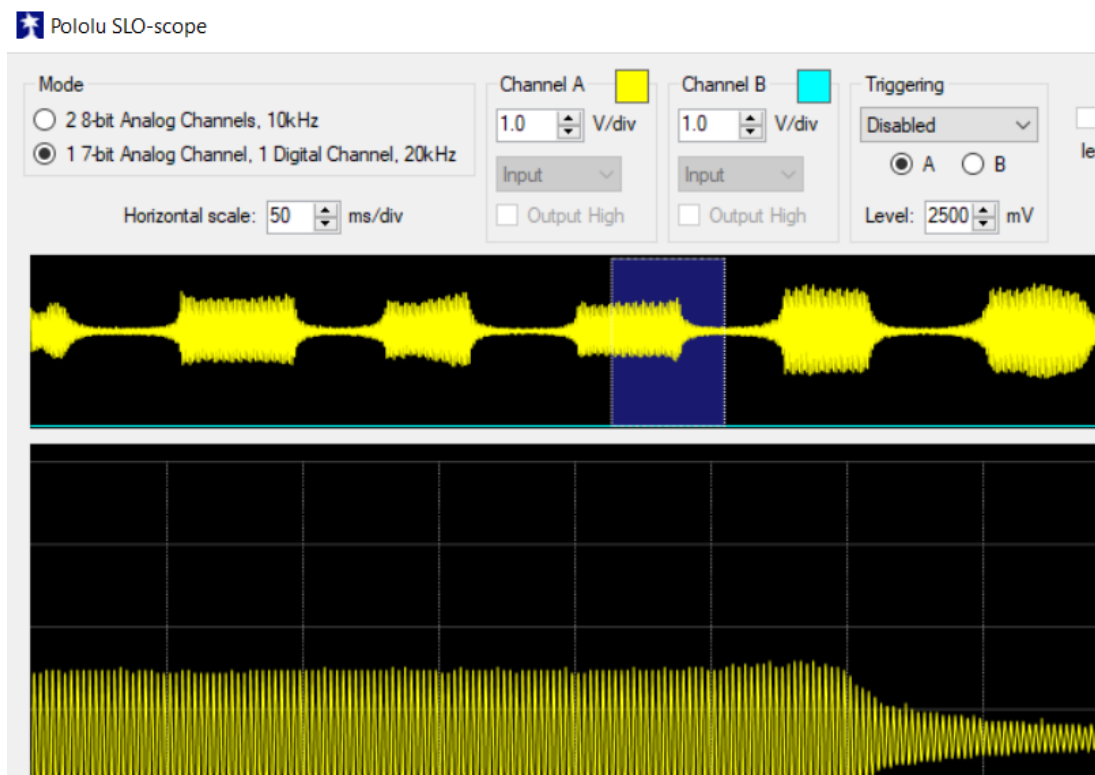 Pololu SLO-scope
Mode
2 8-bit Analog Channels, 10kHz
1 7-bit Analog Channel, 1 Digital Channel, 20kHz
Horizontal scale: 50 ms/div
Channel A
1.0 V/div
Input
Output High
Channel B
1.0 V/div
Input
Output High
Triggering
Disabled
A B
Level: 2500 mV
le